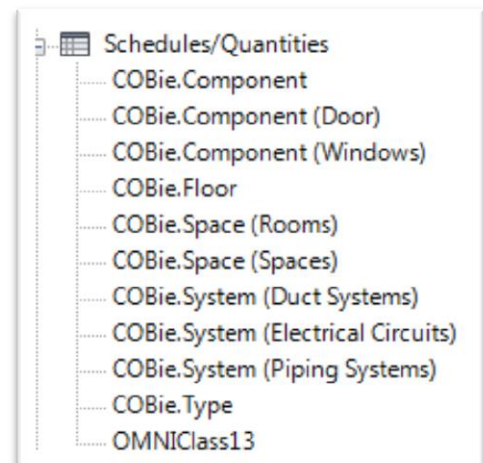 Schedules/Quantities
COBie.Component
COBie.Component (Door)
COBie.Component (Windows)
COBie.Floor
COBie.Space (Rooms)
COBie.Space (Spaces)
COBie.System (Duct Systems)
COBie.System (Electrical Circuits)
COBie.System (Piping Systems)
COBie.Type
OMNIClass13